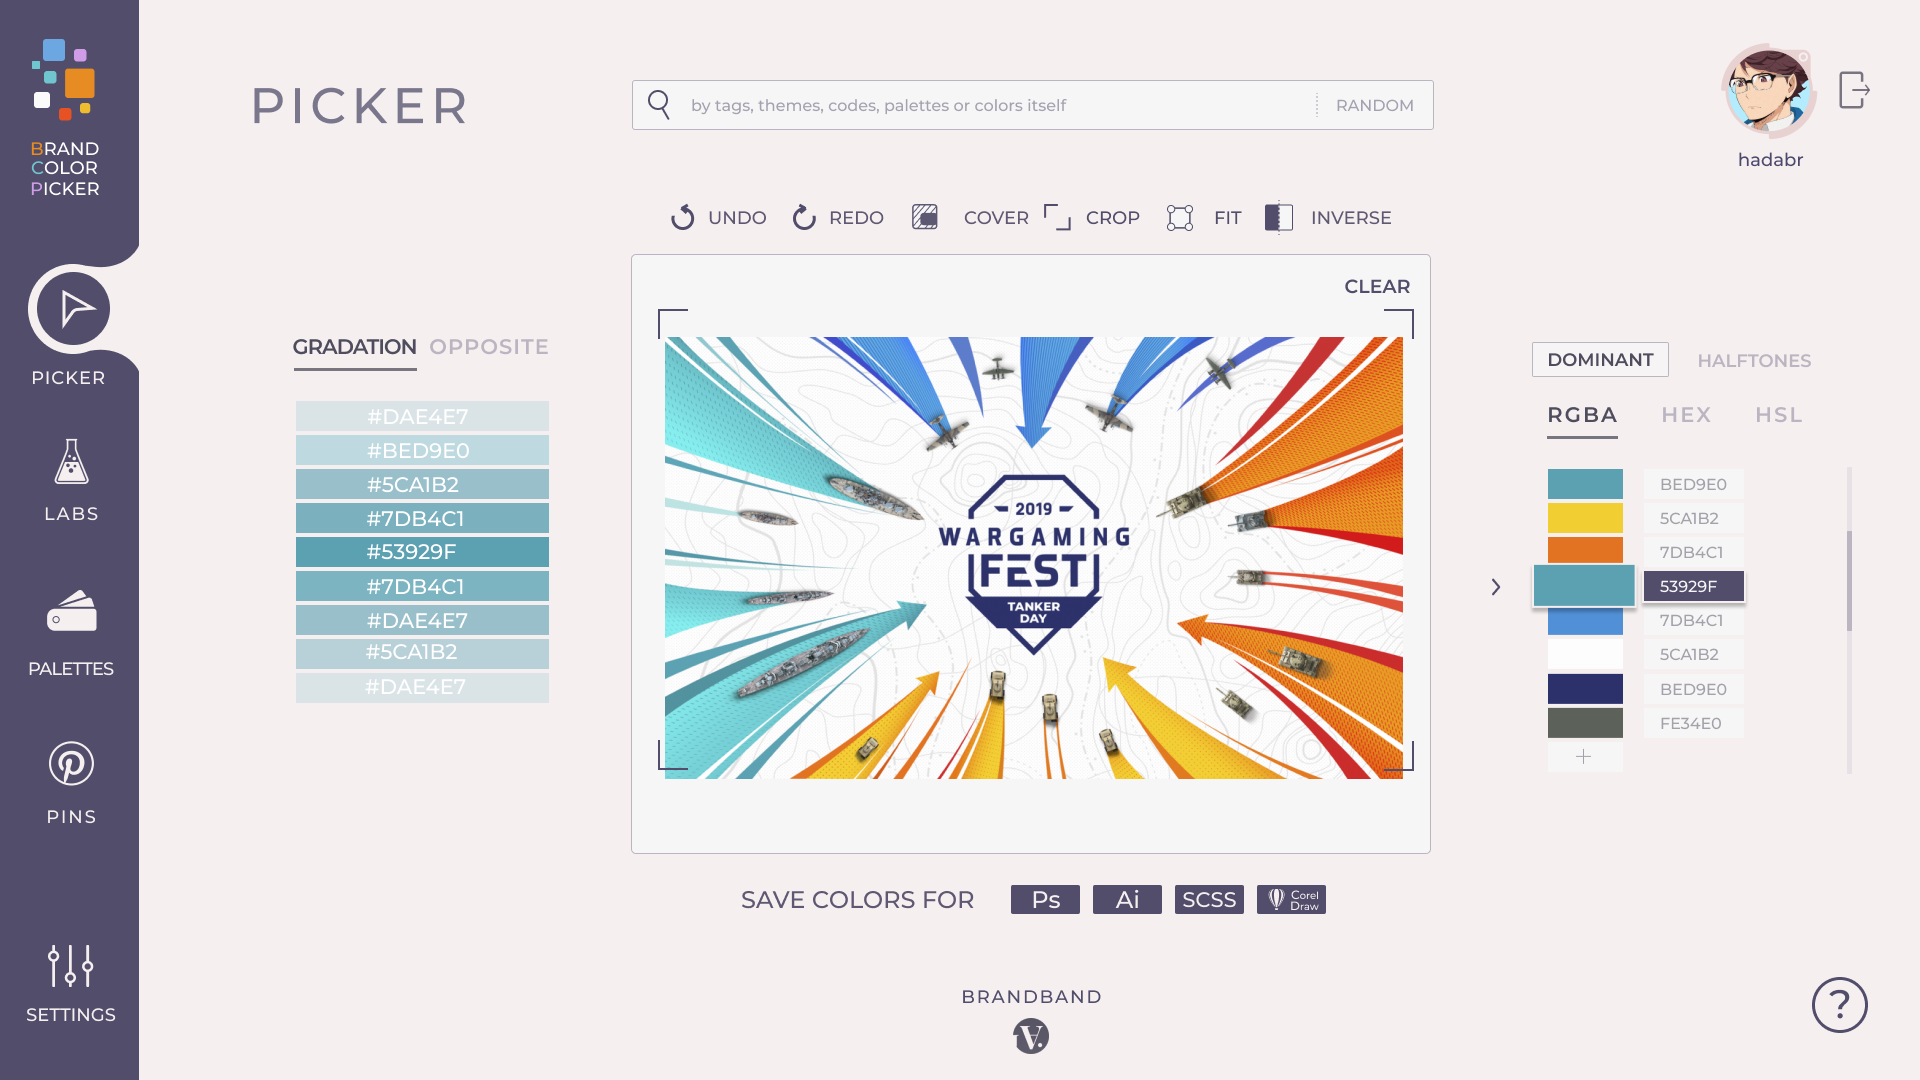 BRAND
COLOR
PICKER
PICKER
LABS
PALETTES
PINS
SETTINGS
PICKER
by tags, themes, codes, palettes or colors itself
RANDOM
hadabr
UNDO
REDO
COVER
CROP
FIT
INVERSE
CLEAR
GRADATION
OPPOSITE
#DAE4E7
#BED9E0
#5CA1B2
#7DB4C1
#53929F
#7DB4C1
#DAE4E7
#5CA1B2
#DAE4E7
2019
WARGAMING
FEST
TANKER
DAY
DOMINANT
HALFTONES
RGBA
HEX
HSL
BED9E0
5CA1B2
7DB4C1
53929F
7DB4C1
5CA1B2
BED9E0
FE34E0
SAVE COLORS FOR
Ps
Ai
SCSS
Corel
Draw
BRANDBAND
?